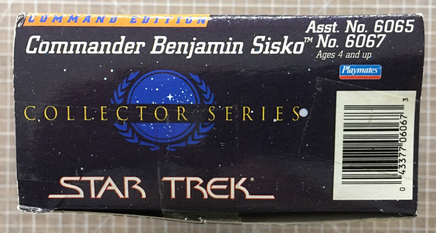 COMMAND EDITION
Asst. No. 6065
Commander Benjamin Sisko™ No. 6067
Ages 4 and up
Playmates
COLLECTOR SERIES
STAR TREK
0 43377 06067 3